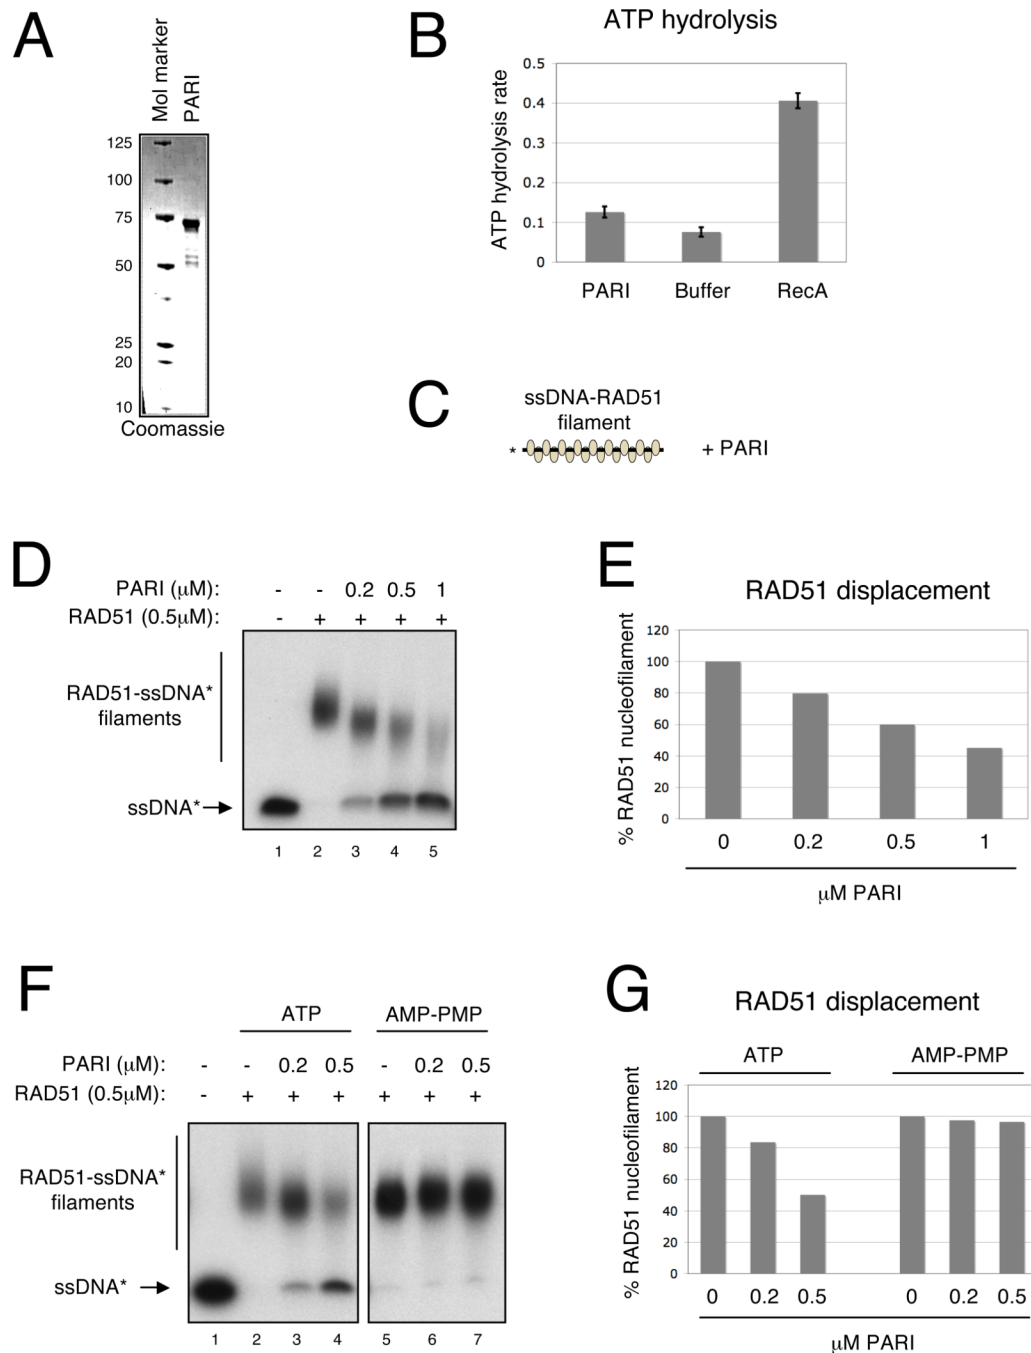 A
Mol marker
PARI
125
100
75
50
25
20
10
Coomassie
B
ATP hydrolysis
ATP hydrolysis rate
0.5
0.4
0.3
0.2
0.1
0
PARI Buffer RecA
C
ssDNA-RAD51
filament
* + PARI
D
PARI (μM): - - 0.2 0.5 1
RAD51 (0.5μM): - + + + +
RAD51-ssDNA*
filaments
ssDNA*
1 2 3 4 5
E
RAD51 displacement
% RAD51 nucleofilament
120
100
80
60
40
20
0
0 0.2 0.5 1
μM PARI
F
ATP AMP-PMP
PARI (μM): - - 0.2 0.5 - 0.2 0.5
RAD51 (0.5μM): - + + + + + +
RAD51-ssDNA*
filaments
ssDNA*
1 2 3 4 5 6 7
G
RAD51 displacement
ATP AMP-PMP
% RAD51 nucleofilament
120
100
80
60
40
20
0
0 0.2 0.5 0 0.2 0.5
μM PARI